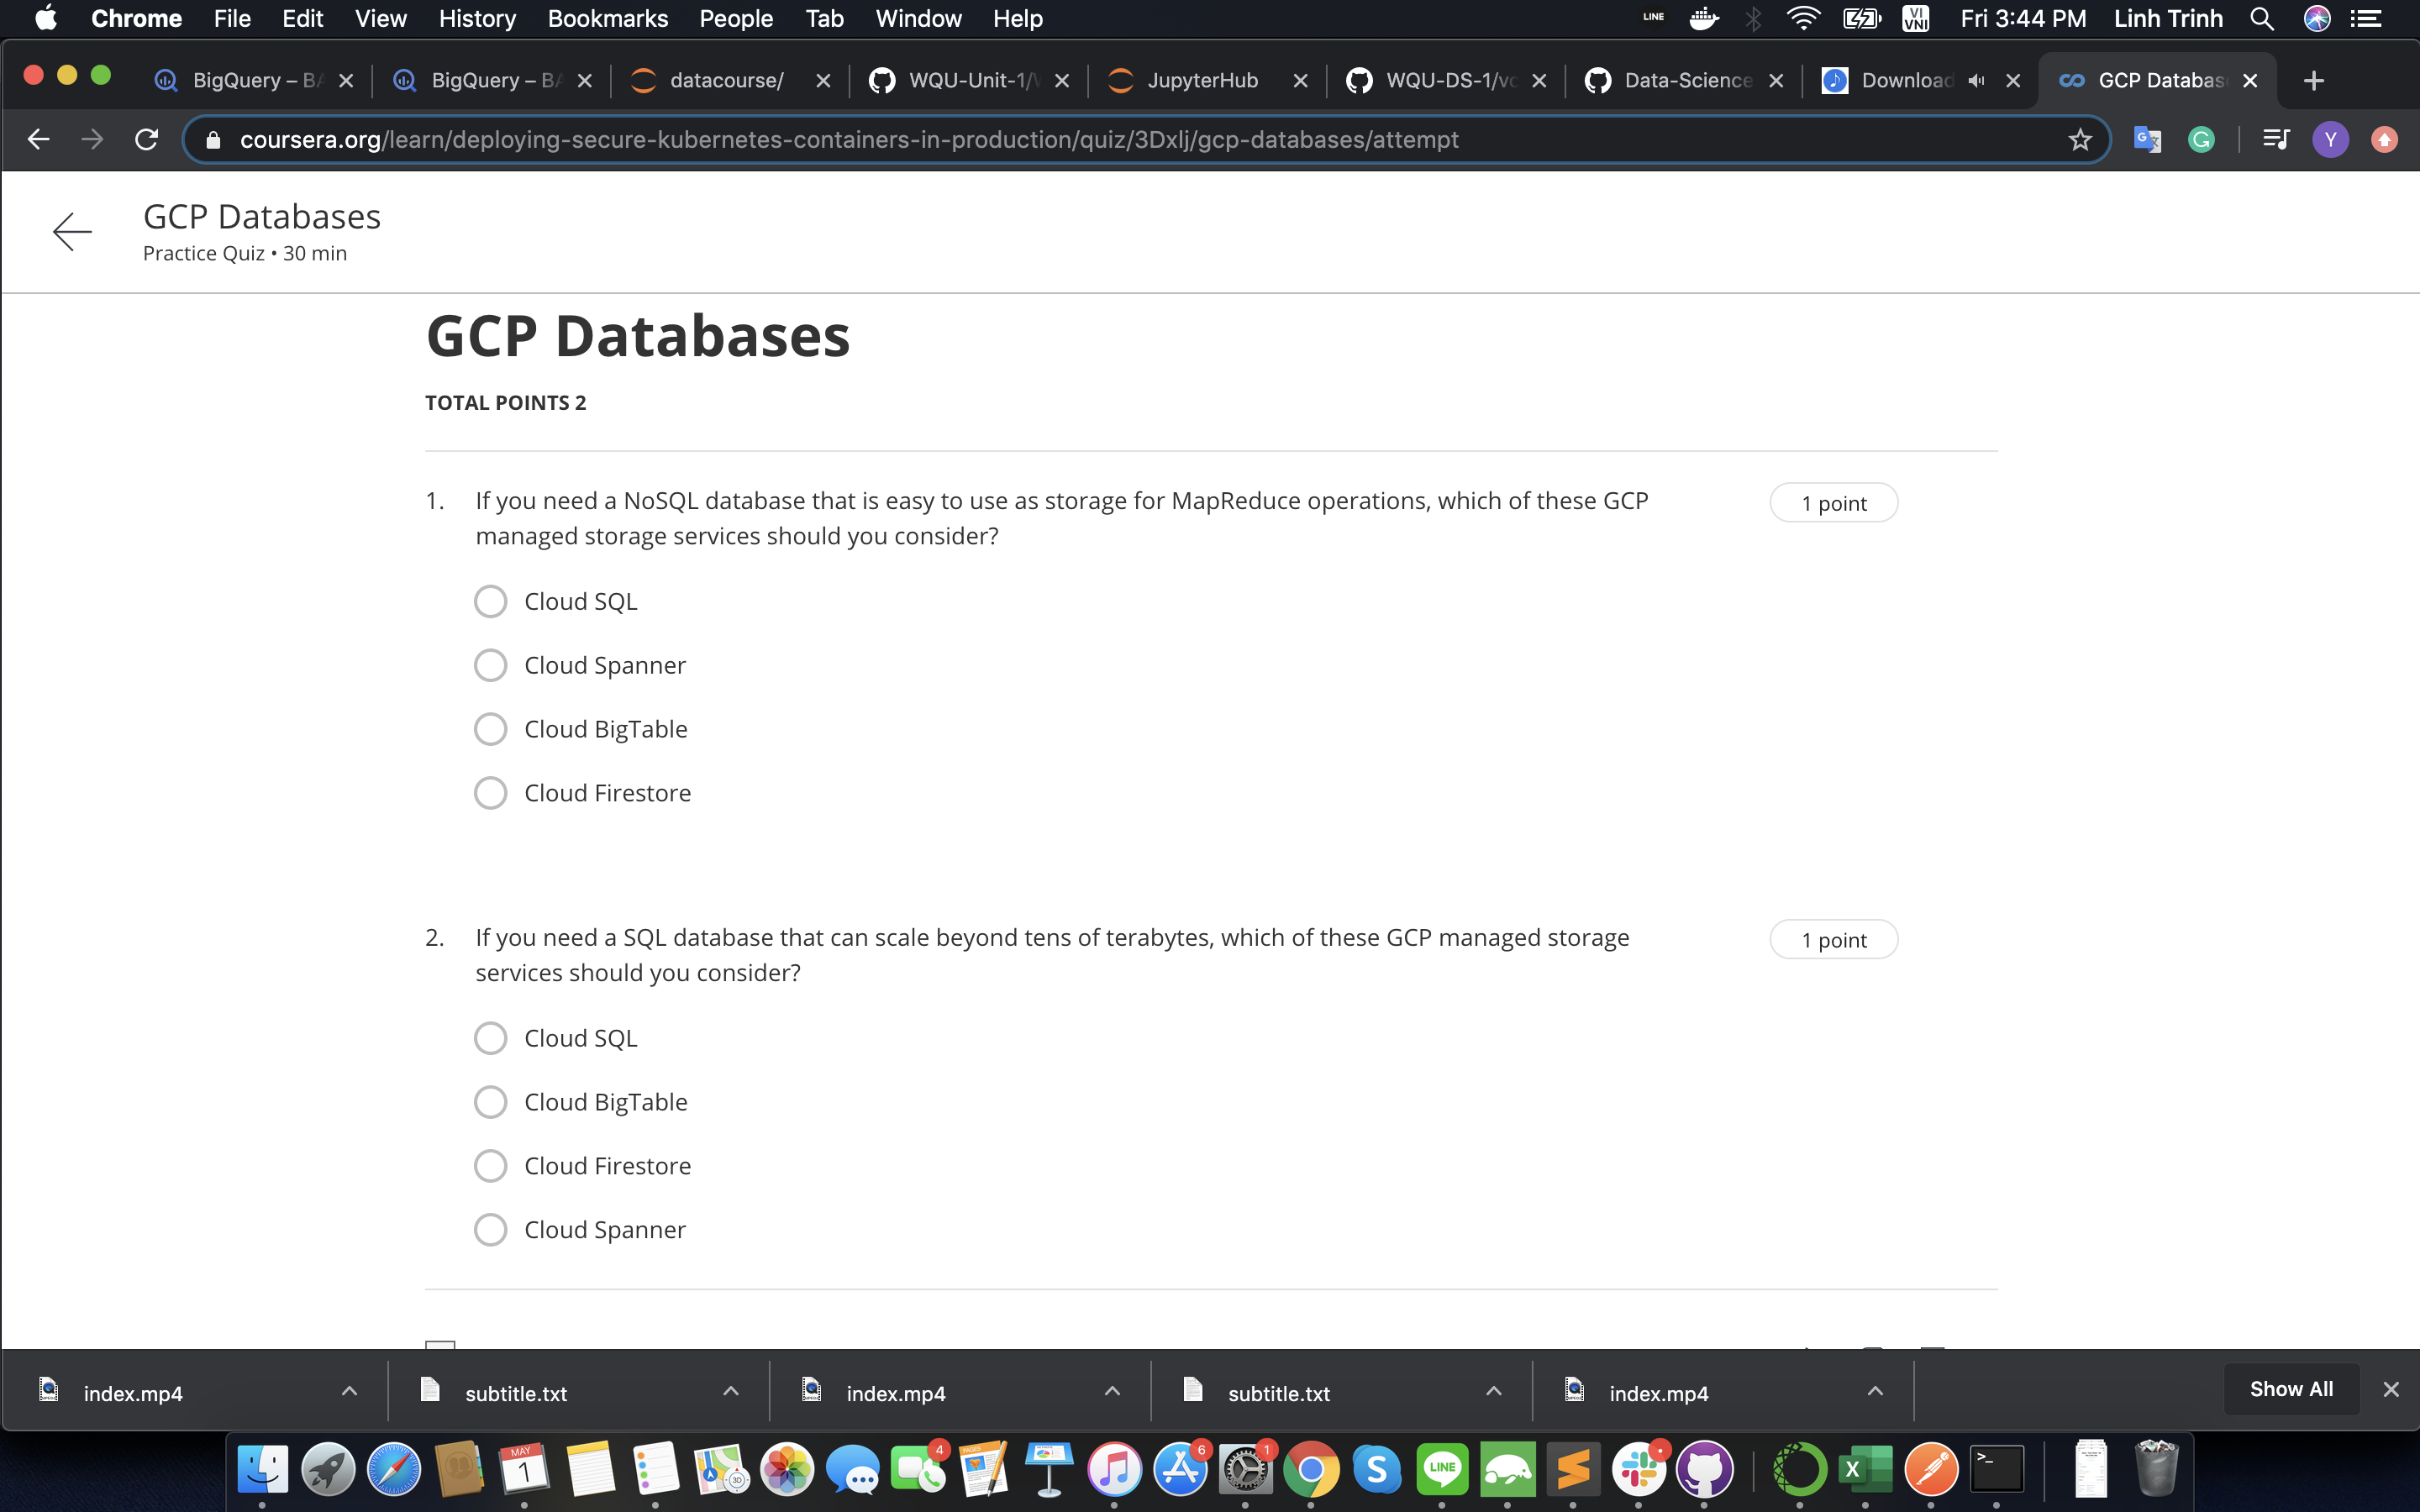 Chrome File Edit View History Bookmarks People Tab Window Help LINE VI VNI Fri 3:44 PM Linh Trinh
BigQuery – BA BigQuery – BA datacourse/ WQU-Unit-1/ JupyterHub WQU-DS-1/vo Data-Science Download GCP Databas
coursera.org/learn/deploying-secure-kubernetes-containers-in-production/quiz/3Dxlj/gcp-databases/attempt Y
GCP Databases
Practice Quiz • 30 min
GCP Databases
TOTAL POINTS 2
1. If you need a NoSQL database that is easy to use as storage for MapReduce operations, which of these GCP 1 point
managed storage services should you consider?
Cloud SQL
Cloud Spanner
Cloud BigTable
Cloud Firestore
2. If you need a SQL database that can scale beyond tens of terabytes, which of these GCP managed storage 1 point
services should you consider?
Cloud SQL
Cloud BigTable
Cloud Firestore
Cloud Spanner
index.mp4 subtitle.txt index.mp4 subtitle.txt index.mp4 Show All
MAY 1 3D 4 PAGES 6 1 S LINE X >_